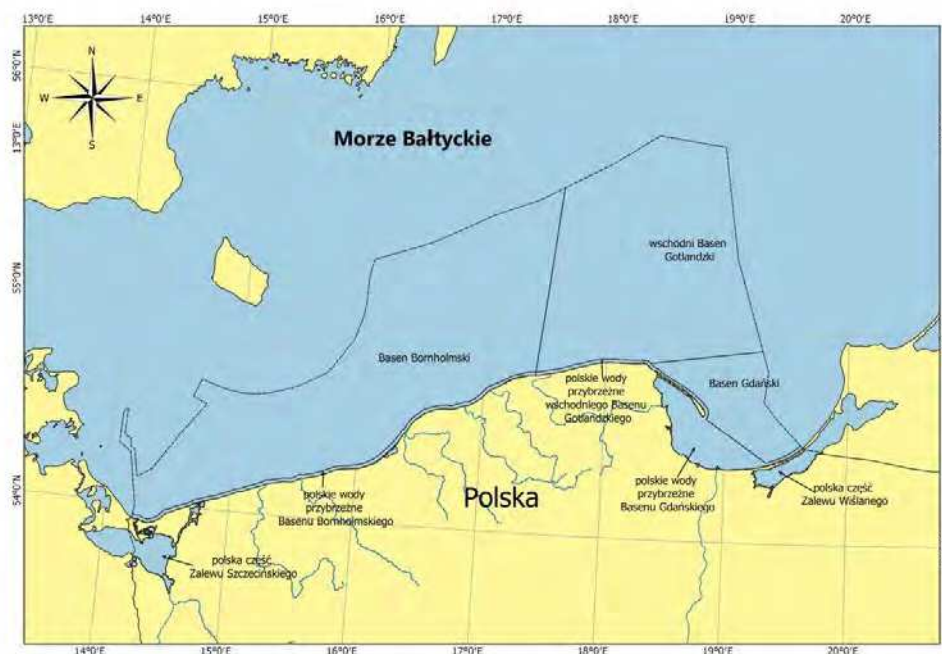 13°0'E
14°0'E
15°0'E
16°0'E
17°0'E
18°0'E
19°0'E
20°0'E
56°0'N
N
W
E
S
13°0'E
Morze Bałtyckie
wschodni Basen
Gotlandzki
55°0'N
Basen Bornholmski
Basen Gdański
polskie wody
przybrzeżne
wschodniego Basenu
Gotlandzkiego
54°0'N
polskie wody
przybrzeżne
Basenu Bornholmskiego
Polska
polskie wody
przybrzeżne
Basenu Gdańskiego
polska część
Zalewu Wiślanego
polska część
Zalewu Szczecińskiego
14°0'E
15°0'E
16°0'E
17°0'E
18°0'E
19°0'E
20°0'E